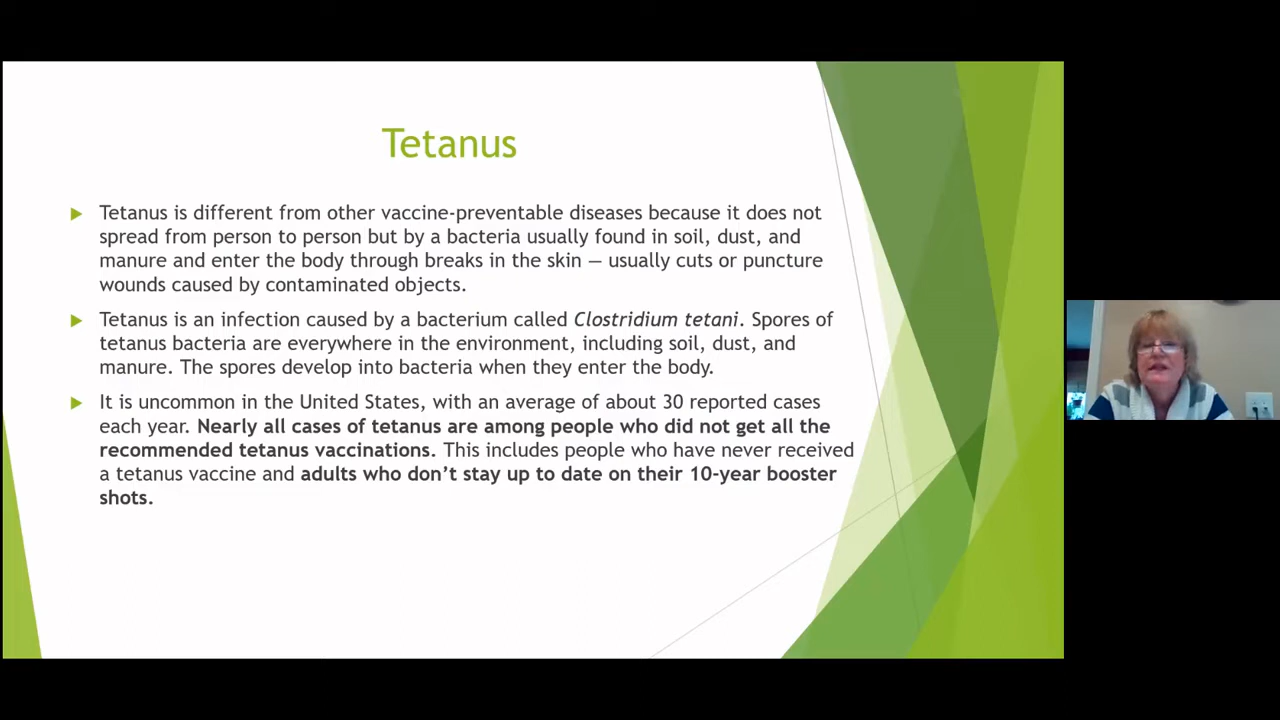 Tetanus
Tetanus is different from other vaccine-preventable diseases because it does not
spread from person to person but by a bacteria usually found in soil, dust, and
manure and enter the body through breaks in the skin — usually cuts or puncture
wounds caused by contaminated objects.
Tetanus is an infection caused by a bacterium called Clostridium tetani. Spores of
tetanus bacteria are everywhere in the environment, including soil, dust, and
manure. The spores develop into bacteria when they enter the body.
It is uncommon in the United States, with an average of about 30 reported cases
each year. Nearly all cases of tetanus are among people who did not get all the
recommended tetanus vaccinations. This includes people who have never received
a tetanus vaccine and adults who don’t stay up to date on their 10-year booster
shots.